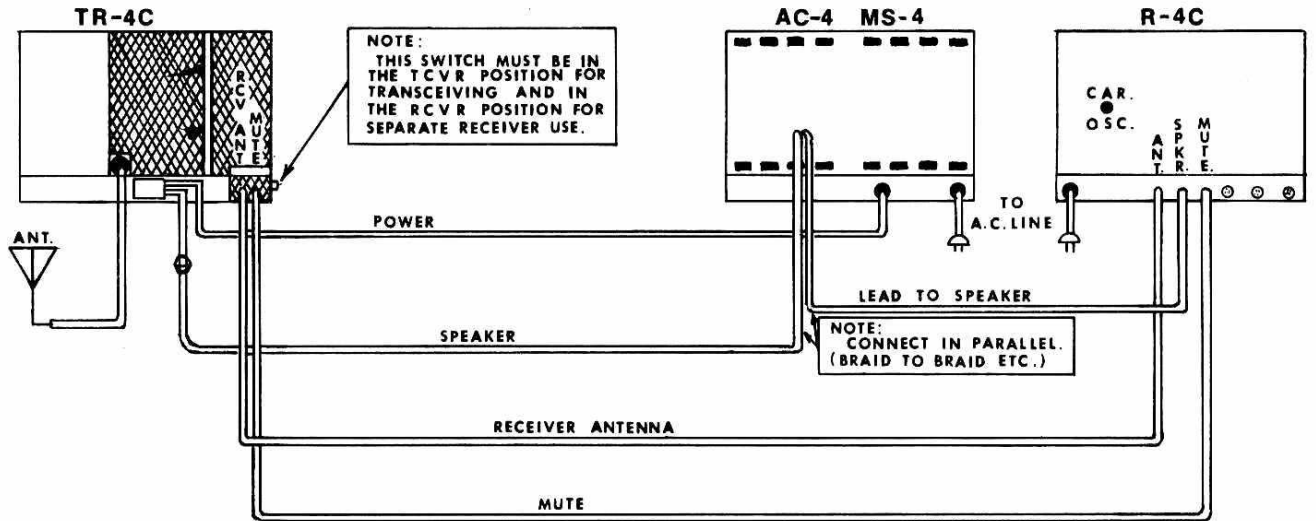 TR-4C
AC-4 MS-4
R-4C
NOTE:
THIS SWITCH MUST BE IN
THE TCVR POSITION FOR
TRANSCEIVING AND IN
THE RCVR POSITION FOR
SEPARATE RECEIVER USE.
RCV ANT
MUTE
CAR.
OSC.
ANT.
SPKR.
MUTE.
TO
A.C. LINE
POWER
ANT.
LEAD TO SPEAKER
SPEAKER
NOTE:
CONNECT IN PARALLEL.
(BRAID TO BRAID ETC.)
RECEIVER ANTENNA
MUTE